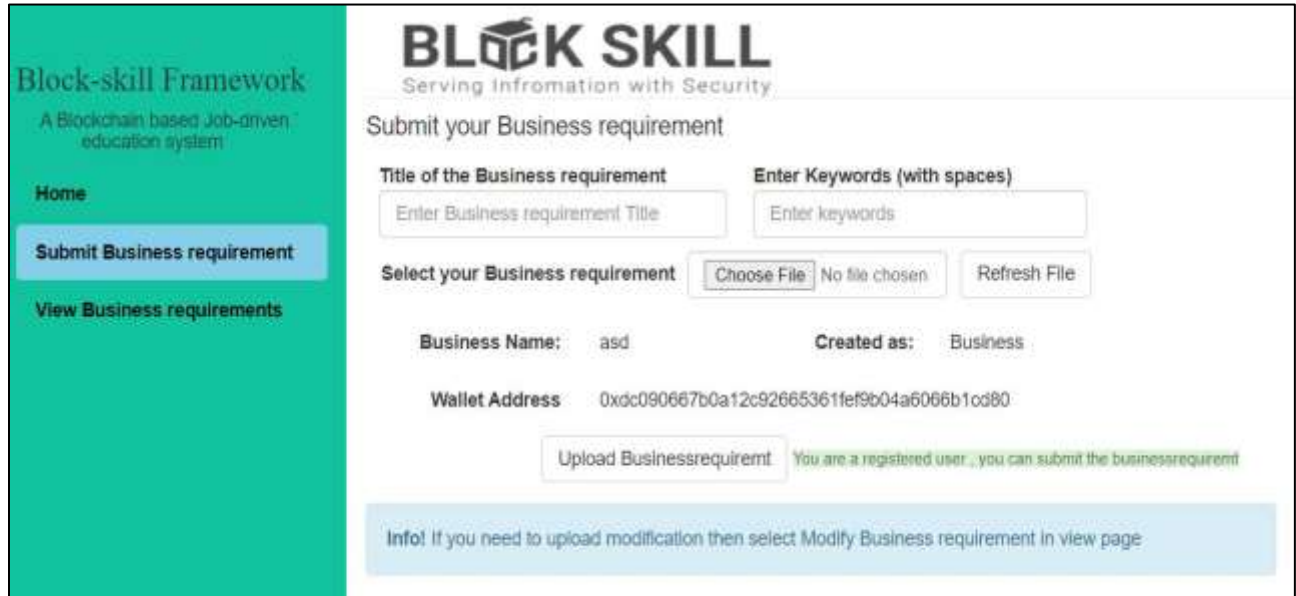 Block-skill Framework
A Blockchain based Job-driven
education system
Home
Submit Business requirement
View Business requirements
BLOCK SKILL
Serving Infromation with Security
Submit your Business requirement
Title of the Business requirement Enter Keywords (with spaces)
Enter Business requirement Title Enter keywords
Select your Business requirement Choose File No file chosen Refresh File
Business Name: asd Created as: Business
Wallet Address 0xdc090667b0a12c92665361fef9b04a6066b1cd80
Upload Businessrequiremt You are a registered user , you can submit the businessrequiremt
Info! If you need to upload modification then select Modify Business requirement in view page